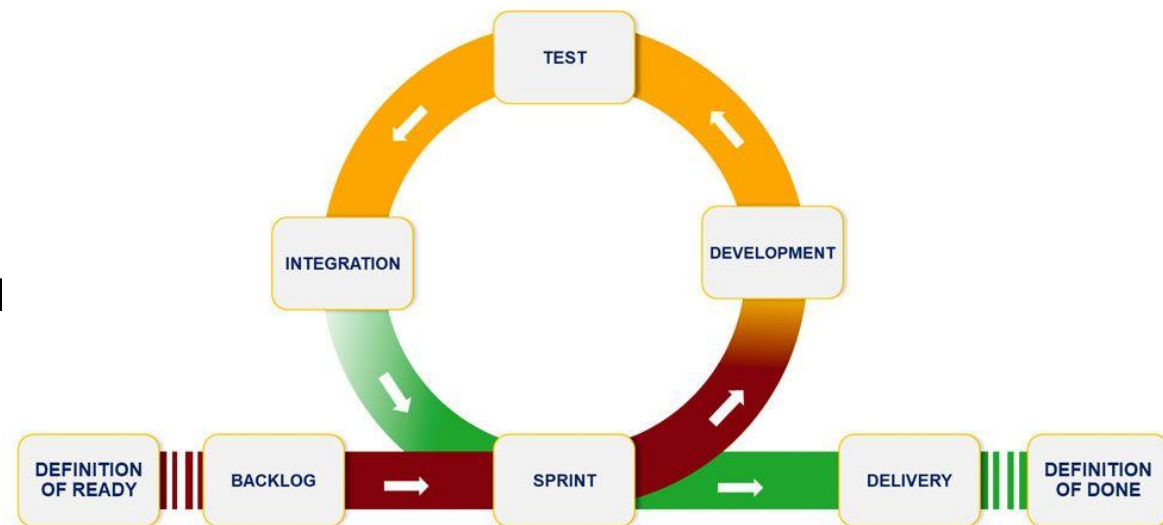 TEST
INTEGRATION
DEVELOPMENT
DEFINITION
OF READY
BACKLOG
SPRINT
DELIVERY
DEFINITION
OF DONE